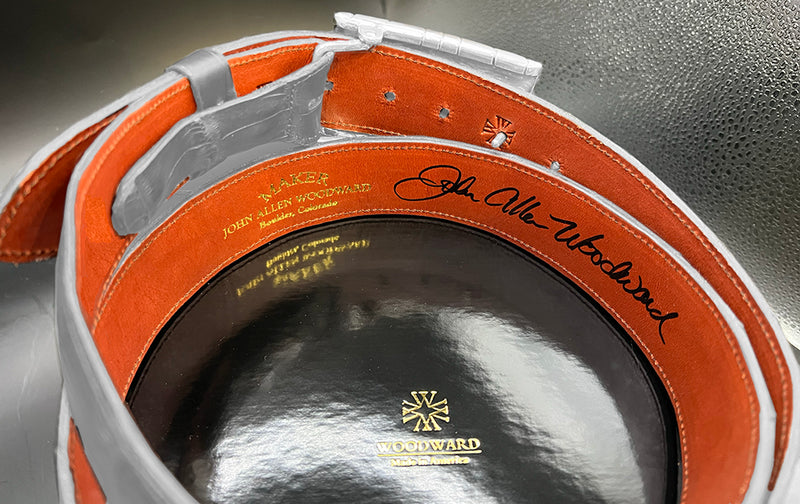 MAKER
JOHN ALLEN WOODWARD
Boulder, Colorado
John Allen Woodward
WOODWARD
Made in America